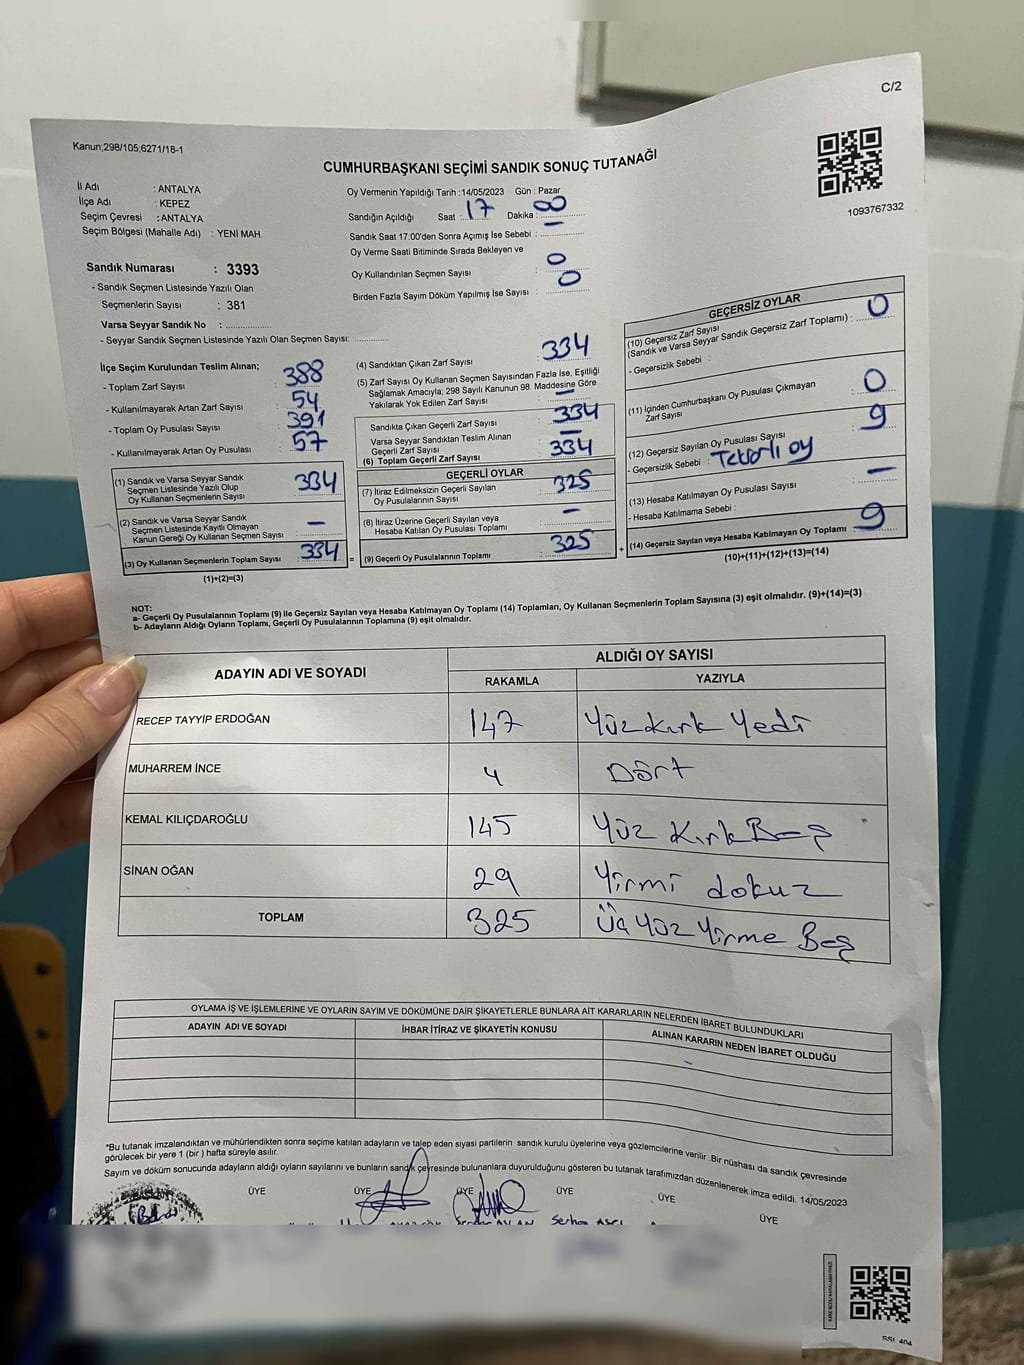 C/2
Kanun;298/105;6271/18-1
CUMHURBAŞKANI SEÇİMİ SANDIK SONUÇ TUTANAĞI
1093767332
İl Adı : ANTALYA
İlçe Adı : KEPEZ
Seçim Çevresi : ANTALYA
Seçim Bölgesi (Mahalle Adı) : YENİ MAH.
Sandık Numarası : 3393
- Sandık Seçmen Listesinde Yazılı Olan
Seçmenlerin Sayısı : 381
Varsa Seyyar Sandık No : ....................
- Seyyar Sandık Seçmen Listesinde Yazılı Olan Seçmen Sayısı: ..............
Oy Vermenin Yapıldığı Tarih :14/05/2023 Gün : Pazar
Sandığın Açıldığı Saat : 17 Dakika : 00
Sandık Saat 17:00'den Sonra Açımış İse Sebebi : –
Oy Verme Saati Bitiminde Sırada Bekleyen ve
Oy Kullandırılan Seçmen Sayısı : 0
Birden Fazla Sayım Döküm Yapılmış İse Sayısı : 0
İlçe Seçim Kurulundan Teslim Alınan;
- Toplam Zarf Sayısı : 388
- Kullanılmayarak Artan Zarf Sayısı : 54
- Toplam Oy Pusulası Sayısı : 391
- Kullanılmayarak Artan Oy Pusulası : 57
(1) Sandık ve Varsa Seyyar Sandık
Seçmen Listesinde Yazılı Olup
Oy Kullanan Seçmenlerin Sayısı : 334
(2) Sandık ve Varsa Seyyar Sandık
Seçmen Listesinde Kayıtlı Olmayan
Kanun Gereği Oy Kullanan Seçmen Sayısı : –
(3) Oy Kullanan Seçmenlerin Toplam Sayısı : 334
(1)+(2)=(3)
=
(4) Sandıktan Çıkan Zarf Sayısı : 334
(5) Zarf Sayısı Oy Kullanan Seçmen Sayısından Fazla İse, Eşitliği
Sağlamak Amacıyla; 298 Sayılı Kanunun 98. Maddesine Göre
Yakılarak Yok Edilen Zarf Sayısı : –
Sandıkta Çıkan Geçerli Zarf Sayısı : 334
Varsa Seyyar Sandıktan Teslim Alınan
Geçerli Zarf Sayısı : –
(6) Toplam Geçerli Zarf Sayısı : 334
GEÇERLİ OYLAR
(7) İtiraz Edilmeksizin Geçerli Sayılan
Oy Pusulalarının Sayısı : 325
(8) İtiraz Üzerine Geçerli Sayılan veya
Hesaba Katılan Oy Pusulası Toplamı : –
(9) Geçerli Oy Pusulalarının Toplamı : 325
+
GEÇERSİZ OYLAR
(10) Geçersiz Zarf Sayısı
(Sandık ve Varsa Seyyar Sandık Geçersiz Zarf Toplamı) : 0
- Geçersizlik Sebebi :
(11) İçinden Cumhurbaşkanı Oy Pusulası Çıkmayan
Zarf Sayısı : 0
(12) Geçersiz Sayılan Oy Pusulası Sayısı : 9
- Geçersizlik Sebebi : oy
(13) Hesaba Katılmayan Oy Pusulası Sayısı : –
- Hesaba Katılmama Sebebi :
(14) Geçersiz Sayılan veya Hesaba Katılmayan Oy Toplamı : 9
(10)+(11)+(12)+(13)=(14)
NOT:
a- Geçerli Oy Pusulalarının Toplamı (9) ile Geçersiz Sayılan veya Hesaba Katılmayan Oy Toplamı (14) Toplamları, Oy Kullanan Seçmenlerin Toplam Sayısına (3) eşit olmalıdır. (9)+(14)=(3)
b- Adayların Aldığı Oyların Toplamı, Geçerli Oy Pusulalarının Toplamına (9) eşit olmalıdır.
ADAYIN ADI VE SOYADI ALDIĞI OY SAYISI
RAKAMLA YAZIYLA
RECEP TAYYİP ERDOĞAN 147 Yüz kırk Yedi
MUHARREM İNCE 4 Dört
KEMAL KILIÇDAROĞLU 145 Yüz Kırk Beş
SİNAN OĞAN 29 Yirmi dokuz
TOPLAM 325 Üç Yüz Yirme Beş
OYLAMA İŞ VE İŞLEMLERİNE VE OYLARIN SAYIM VE DÖKÜMÜNE DAİR ŞİKAYETLERLE BUNLARA AİT KARARLARIN NELERDEN İBARET BULUNDUKLARI
ADAYIN ADI VE SOYADI İHBAR İTİRAZ VE ŞİKAYETİN KONUSU ALINAN KARARIN NEDEN İBARET OLDUĞU
*Bu tutanak imzalandıktan ve mühürlendikten sonra seçime katılan adayların ve talep eden siyasi partilerin sandık kurulu üyelerine veya gözlemcilerine verilir .Bir nüshası da sandık çevresinde
görülecek bir yere 1 (bir ) hafta süreyle asılır.
Sayım ve döküm sonucunda adayların aldığı oyların sayılarını ve bunların sandık çevresinde bulunanlara duyurulduğunu gösteren bu tutanak tarafımızdan düzenlenerek imza edildi. 14/05/2023
BAŞKAN ÜYE ÜYE ÜYE ÜYE ÜYE ÜYE
Serhan